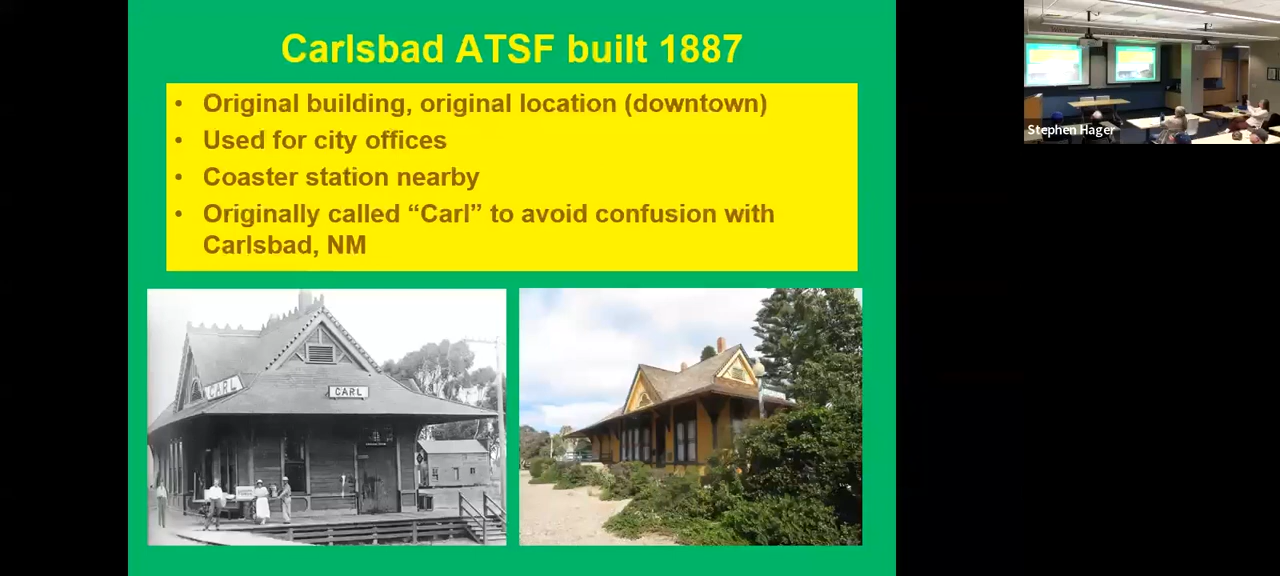 Carlsbad ATSF built 1887
• Original building, original location (downtown)
• Used for city offices
• Coaster station nearby
• Originally called “Carl” to avoid confusion with
Carlsbad, NM
CARL
CARL
Stephen Hager